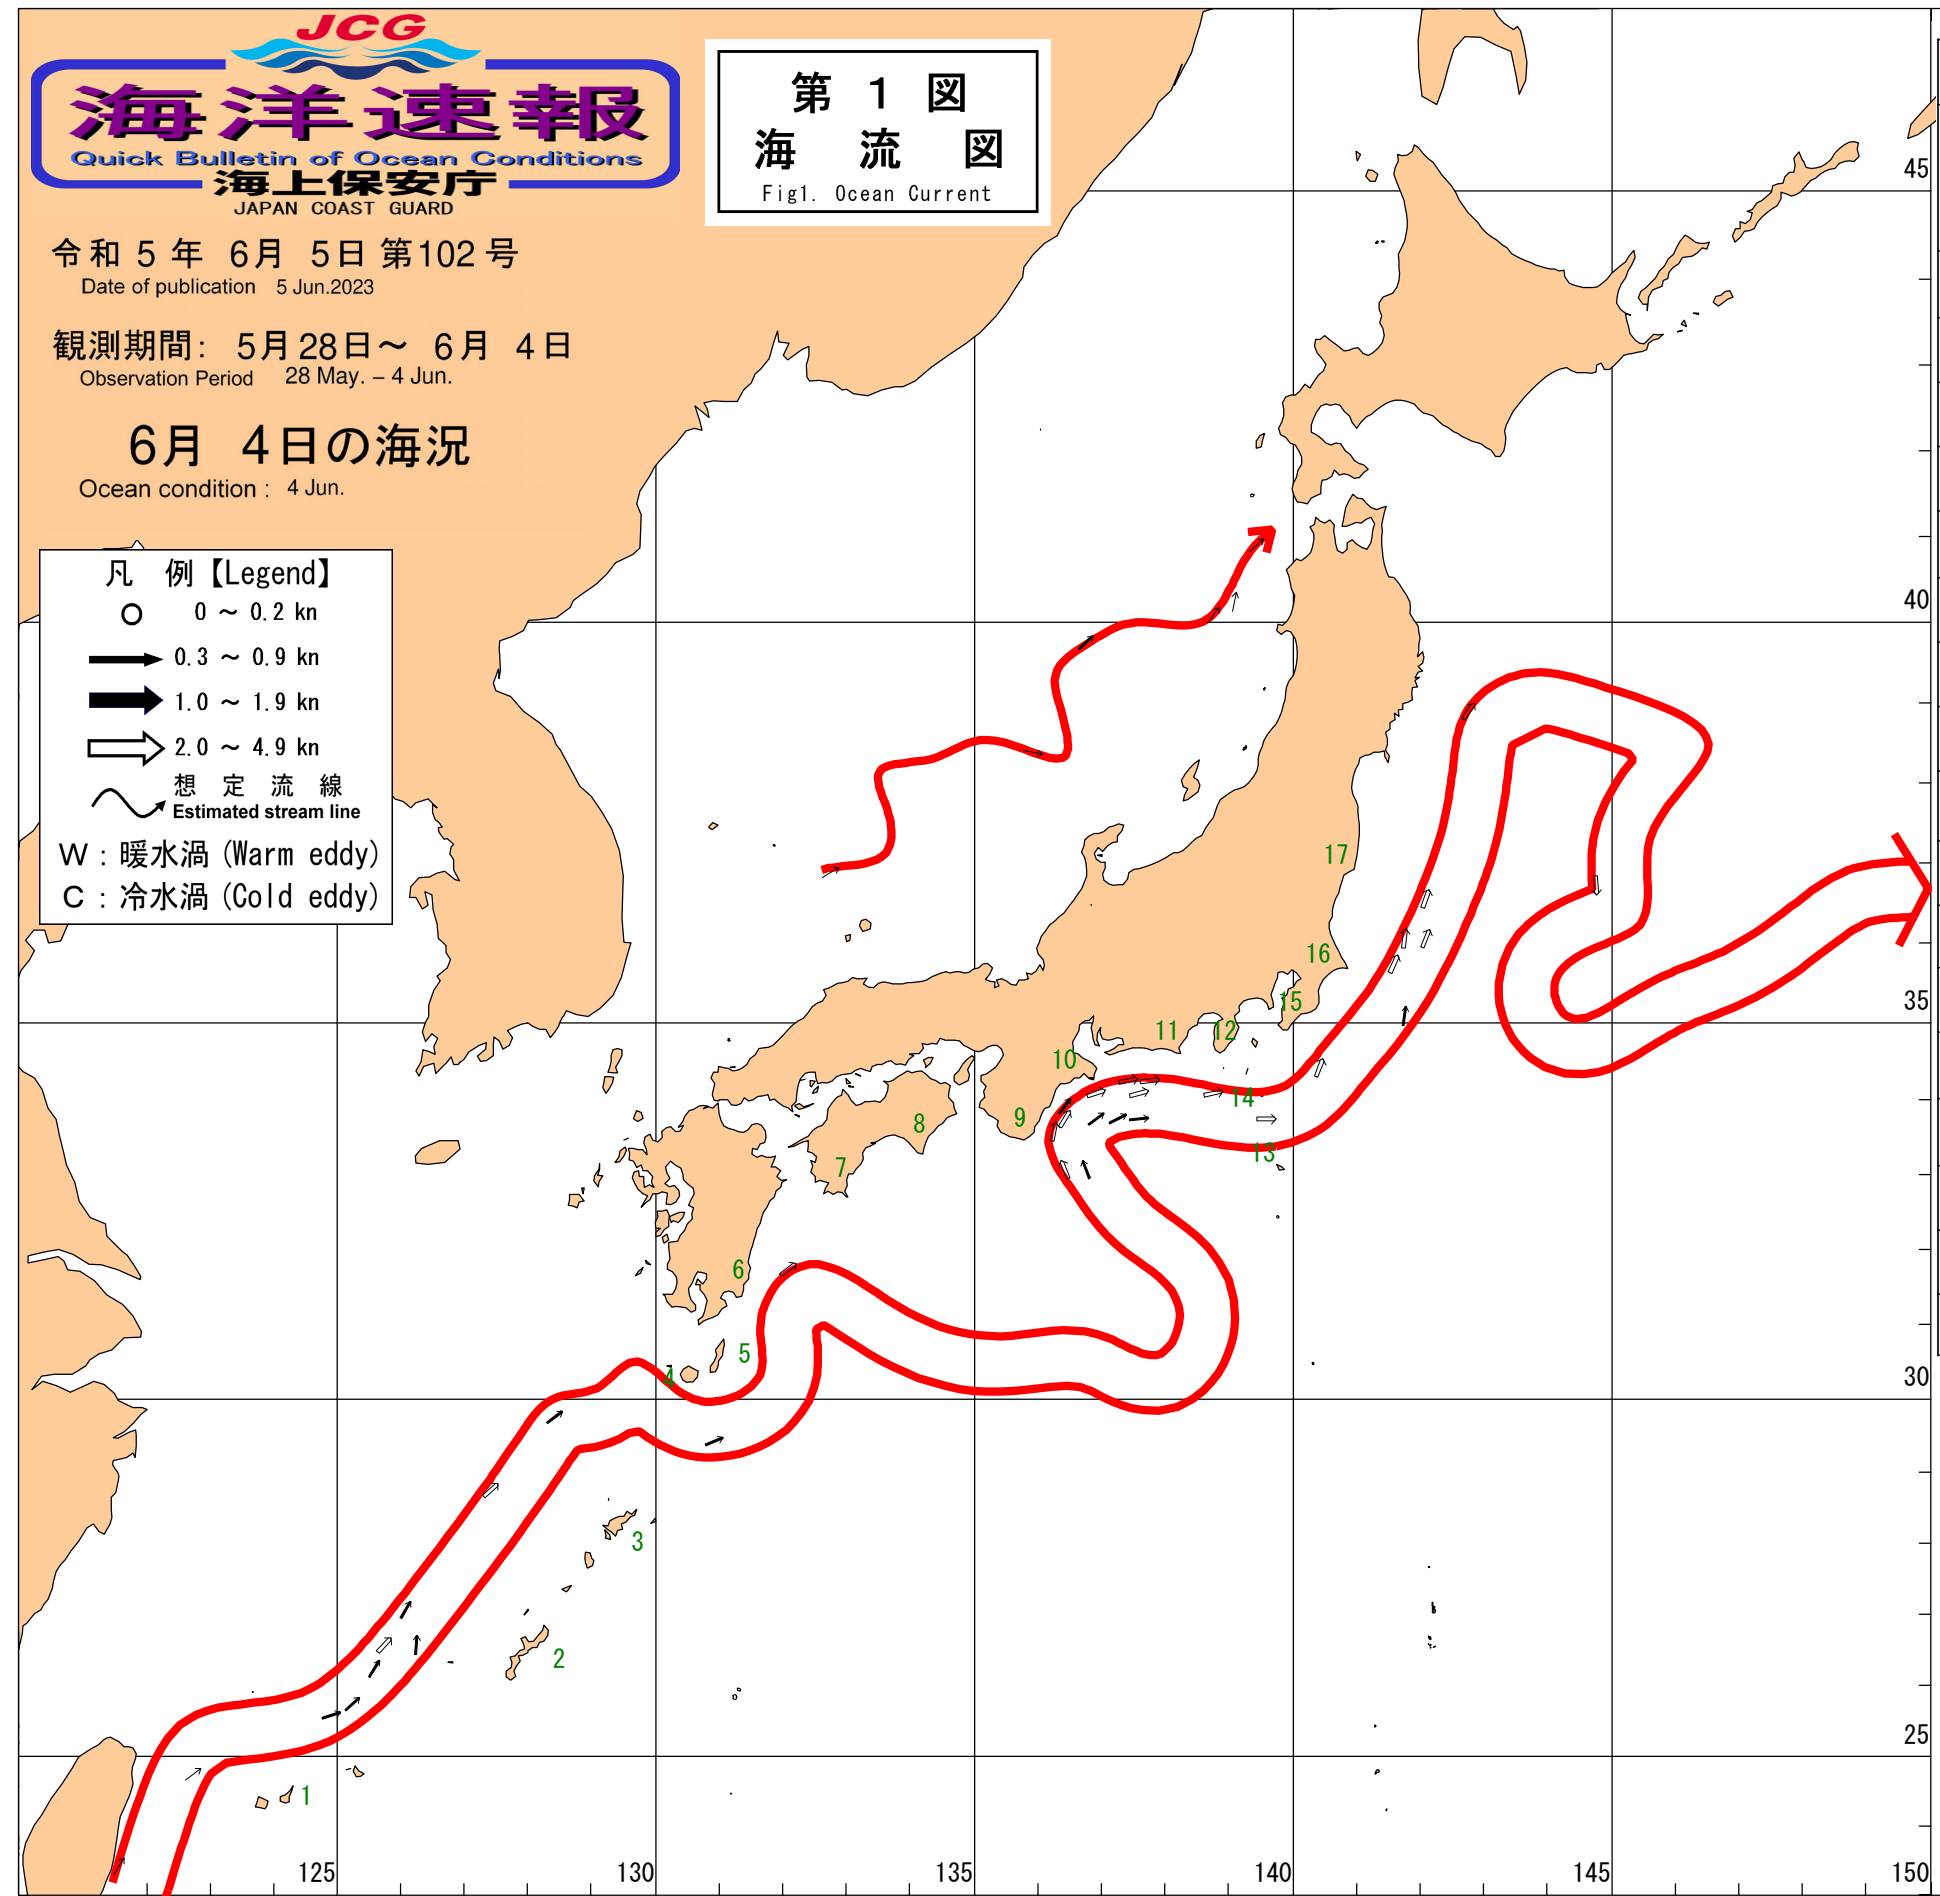 JCG
海洋速報
Quick Bulletin of Ocean Conditions
海上保安庁
JAPAN COAST GUARD
第 1 図
海 流 図
Fig1. Ocean Current
令和 5 年 6月 5日 第102号
Date of publication 5 Jun.2023
観測期間: 5月28日～ 6月 4日
Observation Period 28 May. – 4 Jun.
6月 4日の海況
Ocean condition : 4 Jun.
凡 例【Legend】
0 ～ 0.2 kn
0.3 ～ 0.9 kn
1.0 ～ 1.9 kn
2.0 ～ 4.9 kn
想 定 流 線
Estimated stream line
W : 暖水渦 (Warm eddy)
C : 冷水渦 (Cold eddy)
45
40
17
16
35
15
12
11
10
14
9
8
13
7
6
5
4
30
3
2
25
1
125
130
135
140
145
150